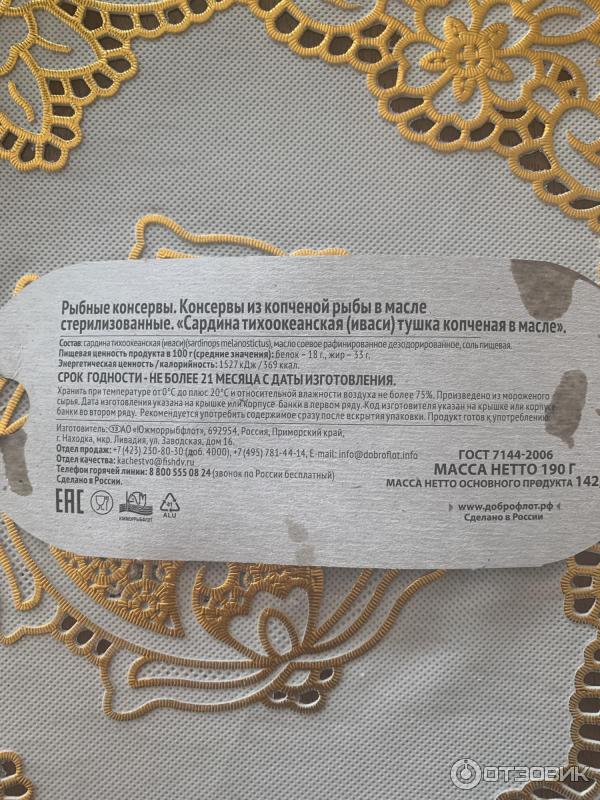 Рыбные консервы. Консервы из копченой рыбы в масле
стерилизованные. «Сардина тихоокеанская (иваси) тушка копченая в масле».
Состав: сардина тихоокеанская (иваси)(sardinops melanostictus), масло соевое рафинированное дезодорированное, соль пищевая.
Пищевая ценность продукта в 100 г (средние значения): белок – 18 г., жир – 33 г.
Энергетическая ценность / калорийность: 1527 кДж / 369 ккал.
СРОК ГОДНОСТИ - НЕ БОЛЕЕ 21 МЕСЯЦА С ДАТЫ ИЗГОТОВЛЕНИЯ.
Хранить при температуре от 0°С до плюс 20°С и относительной влажности воздуха не более 75%. Произведено из мороженого
сырья. Дата изготовления указана на крышке или корпусе банки в первом ряду. Код изготовителя указан на крышке или корпусе
банки во втором ряду. Рекомендуется употребить содержимое сразу после вскрытия упаковки. Продукт готов к употреблению.
Изготовитель: ОЗАО «Южморрыбфлот», 692954, Россия, Приморский край,
г. Находка, мкр. Ливадия, ул. Заводская, дом 16.
Отдел продаж: +7(423) 230-80-30 (доб. 4000), +7(495) 781-44-14, E-mail: info@dobroflot.info
Отдел качества: kachestvo@fishdv.ru
Телефон горячей линии: 8 800 555 08 24 (звонок по России бесплатный)
Сделано в России.
ГОСТ 7144-2006
МАССА НЕТТО 190 Г
МАССА НЕТТО ОСНОВНОГО ПРОДУКТА 142,
www.доброфлот.рф
Сделано в России
EAC
ЮЖМОРРЫБФЛОТ
41
ALU
ОТЗОВИК